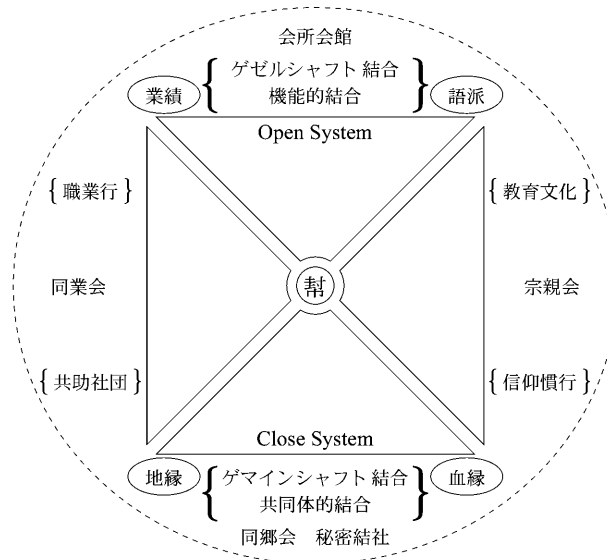 会所会館
業績
{ ゲゼルシャフト 結合 }
機能的結合
語派
Open System
{ 職業行 }
{ 教育文化 }
同業会
幇
宗親会
{ 共助社団 }
{ 信仰慣行 }
Close System
地縁
{ ゲマインシャフト 結合 }
共同体的結合
血縁
同郷会 秘密結社